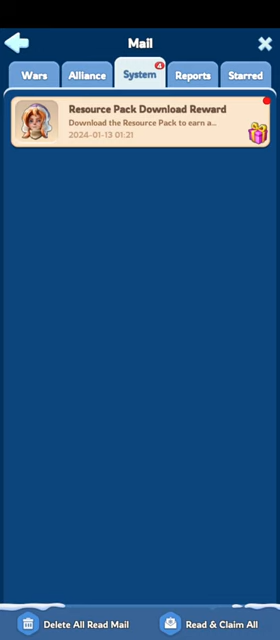 Mail
Wars
Alliance
System
4
Reports
Starred
Resource Pack Download Reward
Download the Resource Pack to earn a...
2024-01-13 01:21
Delete All Read Mail
Read & Claim All